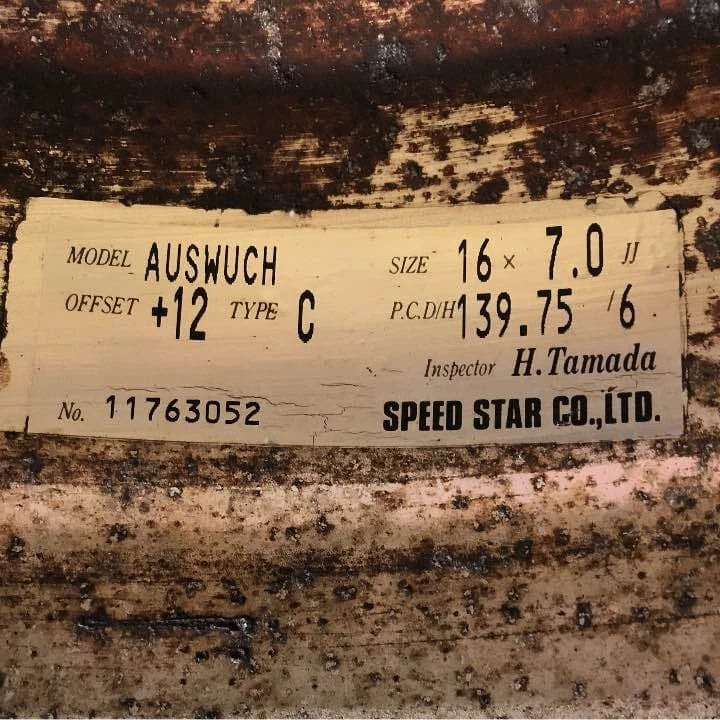 MODEL AUSWUCH SIZE 16 × 7.0 JJ
OFFSET +12 TYPE C P.C.D/H 139.75 /6
Inspector H.Tamada
No. 11763052 SPEED STAR CO.,LTD.